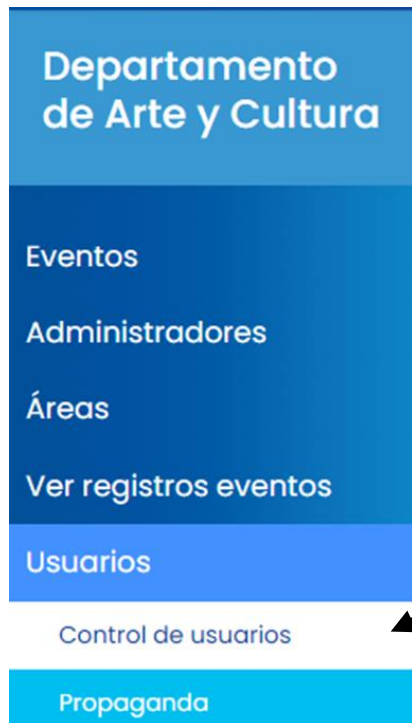 Departamento
de Arte y Cultura
Eventos
Administradores
Áreas
Ver registros eventos
Usuarios
Control de usuarios
Propaganda